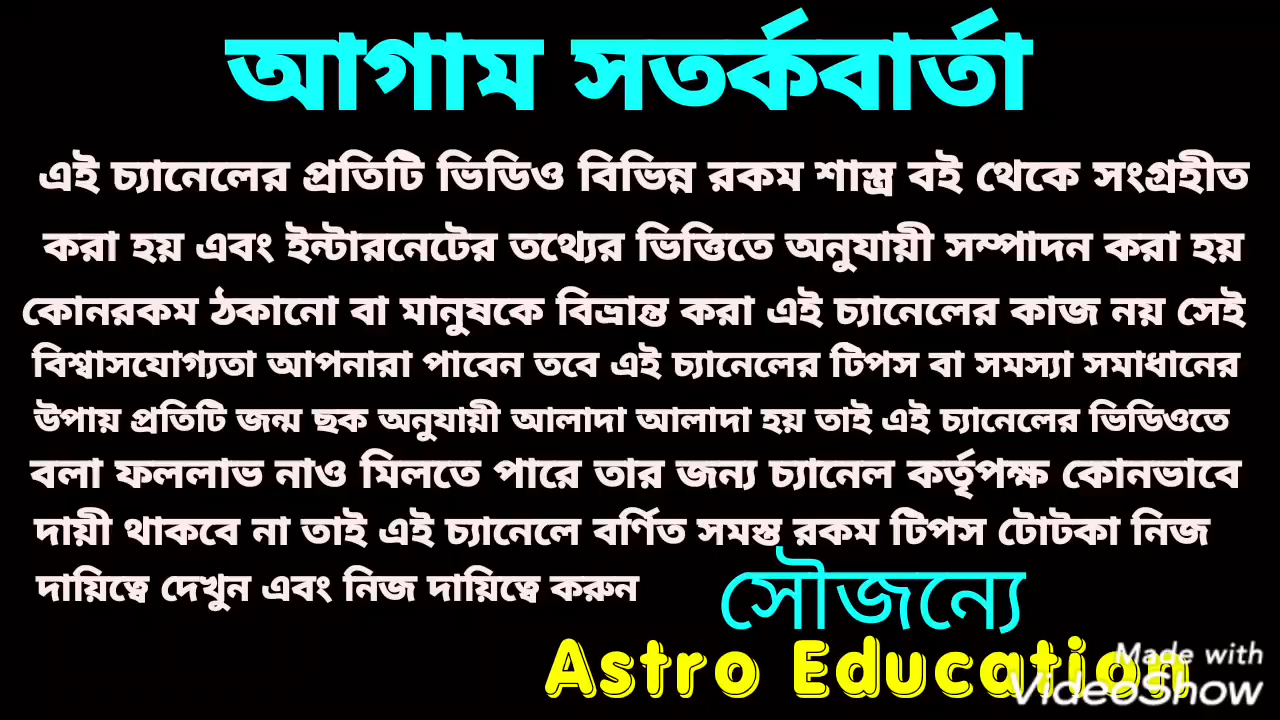 আগাম সতর্কবার্তা
এই চ্যানেলের প্রতিটি ভিডিও বিভিন্ন রকম শাস্ত্র বই থেকে সংগ্রহীত
করা হয় এবং ইন্টারনেটের তথ্যের ভিত্তিতে অনুযায়ী সম্পাদন করা হয়
কোনরকম ঠকানো বা মানুষকে বিভ্রান্ত করা এই চ্যানেলের কাজ নয় সেই
বিশ্বাসযোগ্যতা আপনারা পাবেন তবে এই চ্যানেলের টিপস বা সমস্যা সমাধানের
উপায় প্রতিটি জন্ম ছক অনুযায়ী আলাদা আলাদা হয় তাই এই চ্যানেলের ভিডিওতে
বলা ফললাভ নাও মিলতে পারে তার জন্য চ্যানেল কর্তৃপক্ষ কোনভাবে
দায়ী থাকবে না তাই এই চ্যানেলে বর্ণিত সমস্ত রকম টিপস টোটকা নিজ
দায়িত্বে দেখুন এবং নিজ দায়িত্বে করুন
সৌজন্যে
Astro Education
Made with
VideoShow